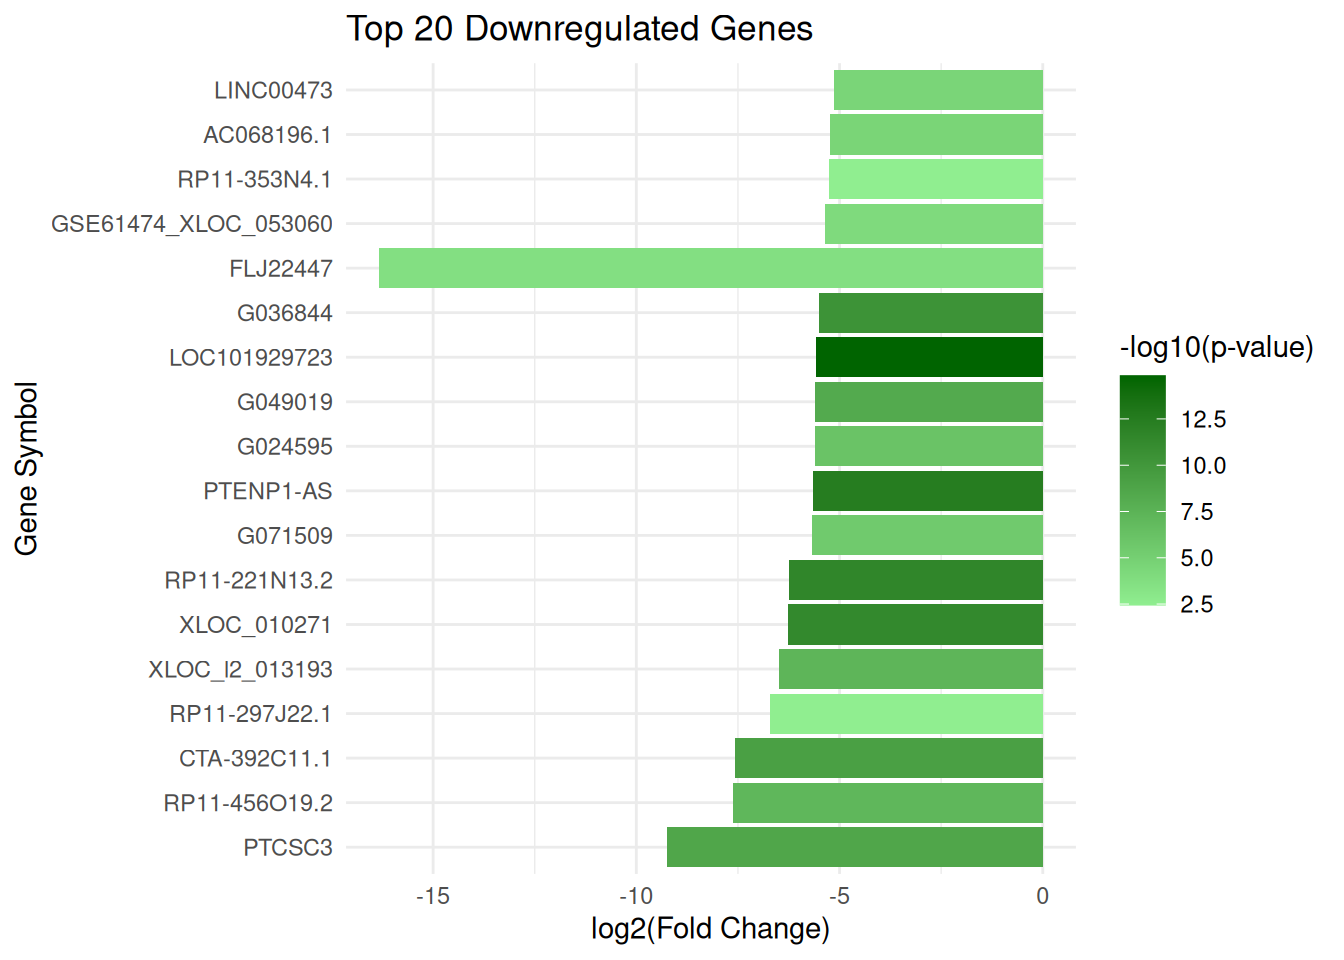 Top 20 Downregulated Genes
LINC00473
AC068196.1
RP11-353N4.1
GSE61474_XLOC_053060
FLJ22447
G036844
LOC101929723
G049019
G024595
PTENP1-AS
G071509
RP11-221N13.2
XLOC_010271
XLOC_l2_013193
RP11-297J22.1
CTA-392C11.1
RP11-456O19.2
PTCSC3
Gene Symbol
-15 -10 -5 0
log2(Fold Change)
-log10(p-value)
12.5
10.0
7.5
5.0
2.5